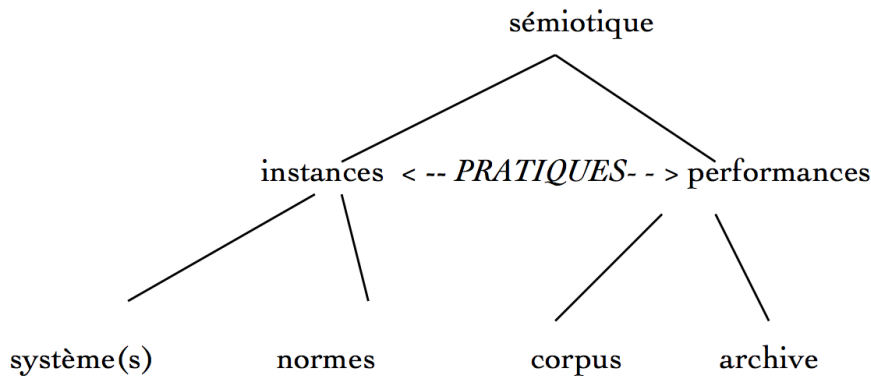 sémiotique
instances < -- PRATIQUES- - > performances
système(s) normes corpus archive